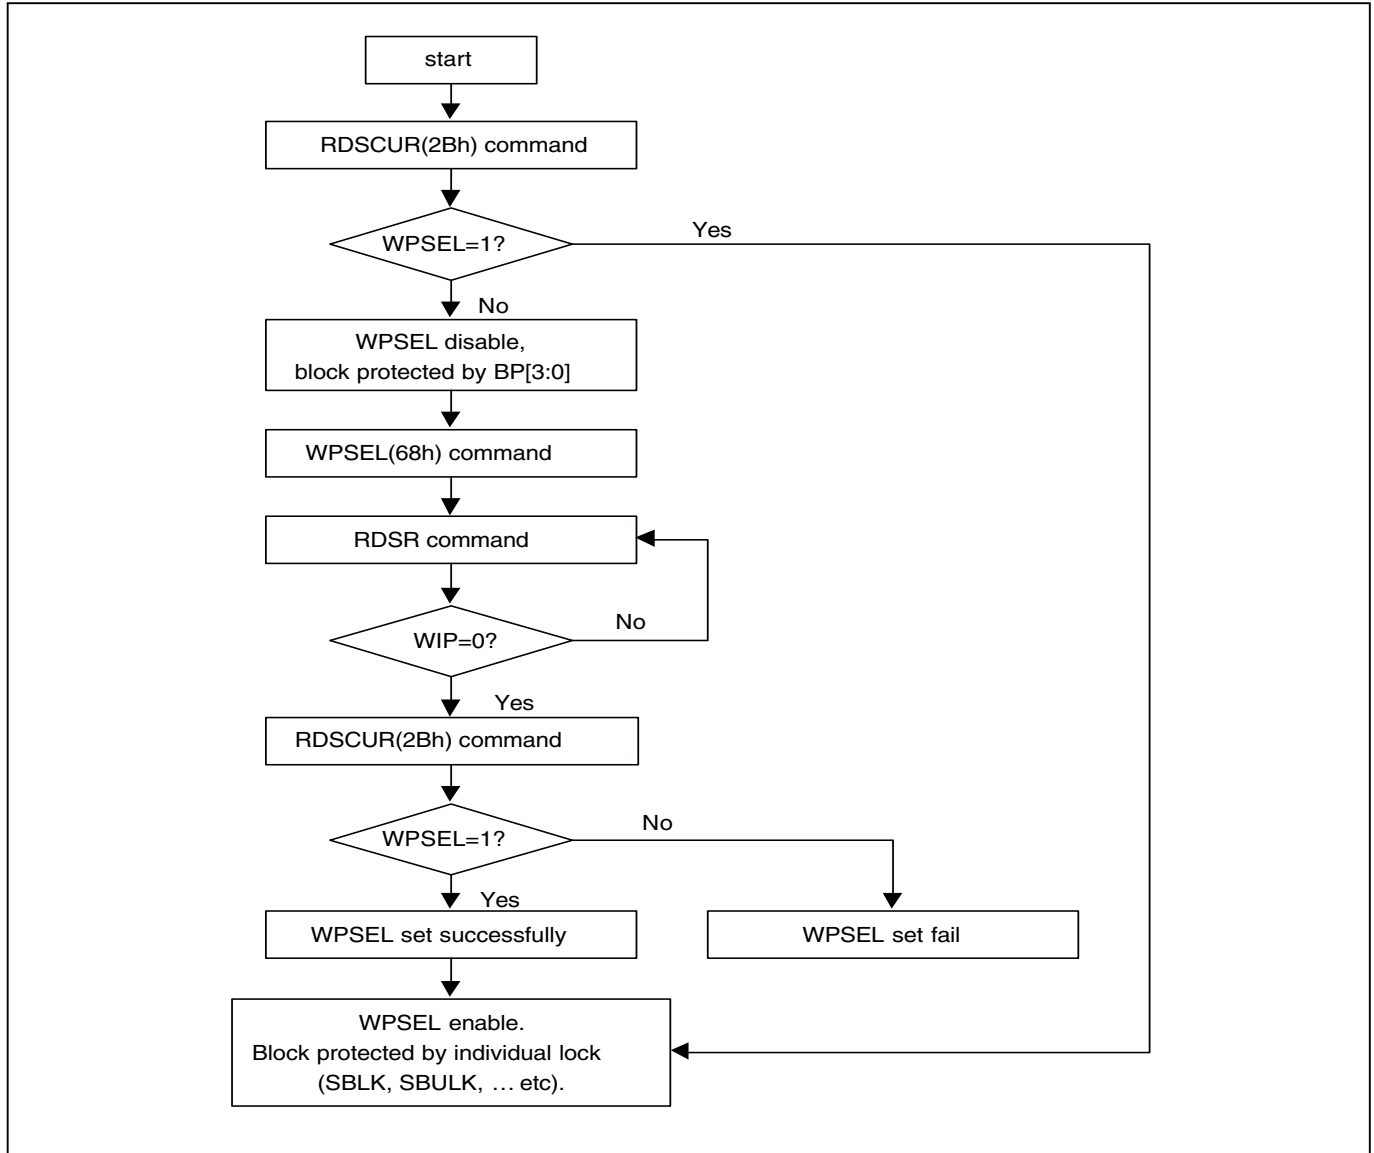 start
RDSCUR(2Bh) command
WPSEL=1?
Yes
No
WPSEL disable,
block protected by BP[3:0]
WPSEL(68h) command
RDSR command
WIP=0?
No
Yes
RDSCUR(2Bh) command
WPSEL=1?
No
Yes
WPSEL set successfully
WPSEL set fail
WPSEL enable.
Block protected by individual lock
(SBLK, SBULK, … etc).